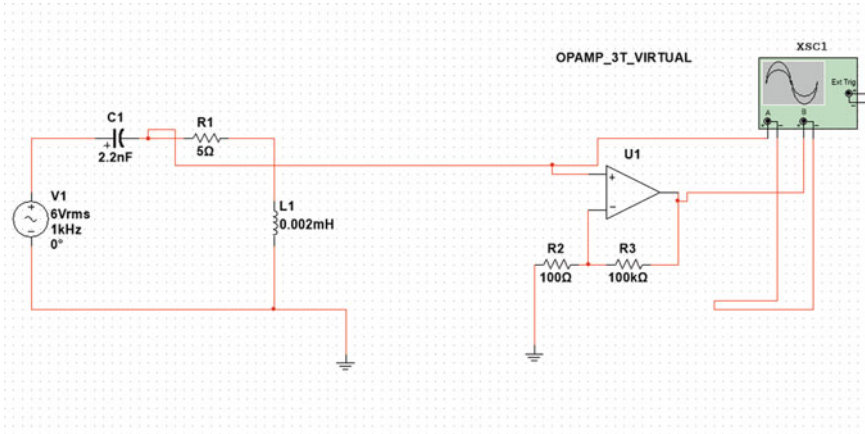 XSC1
OPAMP_3T_VIRTUAL
Ext Trig
+
A
B
+ - + -
C1
+
2.2nF
R1
5Ω
U1
+
-
V1
+
6Vrms
1kHz
0°
-
L1
0.002mH
R2
100Ω
R3
100kΩ